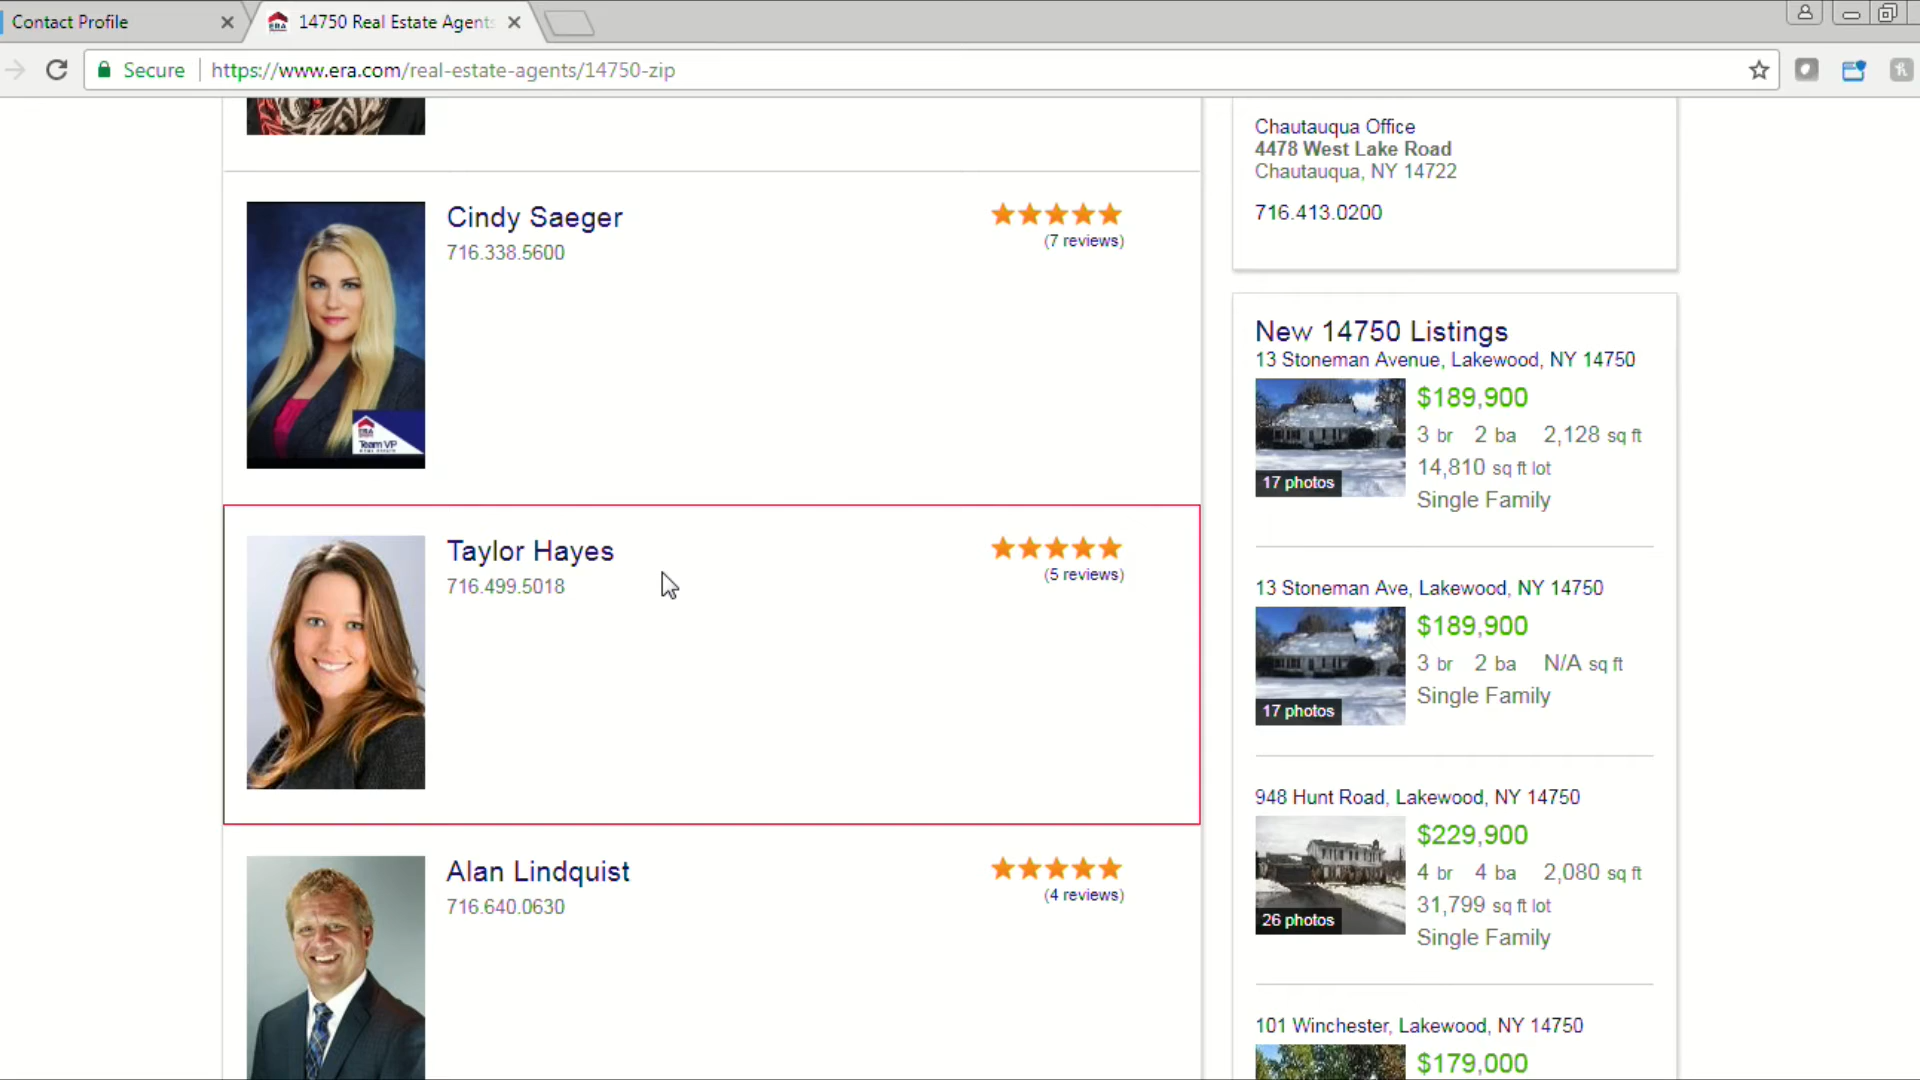 Contact Profile
14750 Real Estate Agents
Secure
https://www.era.com/real-estate-agents/14750-zip
Cindy Saeger
716.338.5600
(7 reviews)
ERA
Team VP
REAL ESTATE
Taylor Hayes
716.499.5018
(5 reviews)
Alan Lindquist
716.640.0630
(4 reviews)
Chautauqua Office
4478 West Lake Road
Chautauqua, NY 14722
716.413.0200
New 14750 Listings
13 Stoneman Avenue, Lakewood, NY 14750
$189,900
3 br 2 ba 2,128 sq ft
14,810 sq ft lot
Single Family
17 photos
13 Stoneman Ave, Lakewood, NY 14750
$189,900
3 br 2 ba N/A sq ft
Single Family
17 photos
948 Hunt Road, Lakewood, NY 14750
$229,900
4 br 4 ba 2,080 sq ft
31,799 sq ft lot
Single Family
26 photos
101 Winchester, Lakewood, NY 14750
$179,000